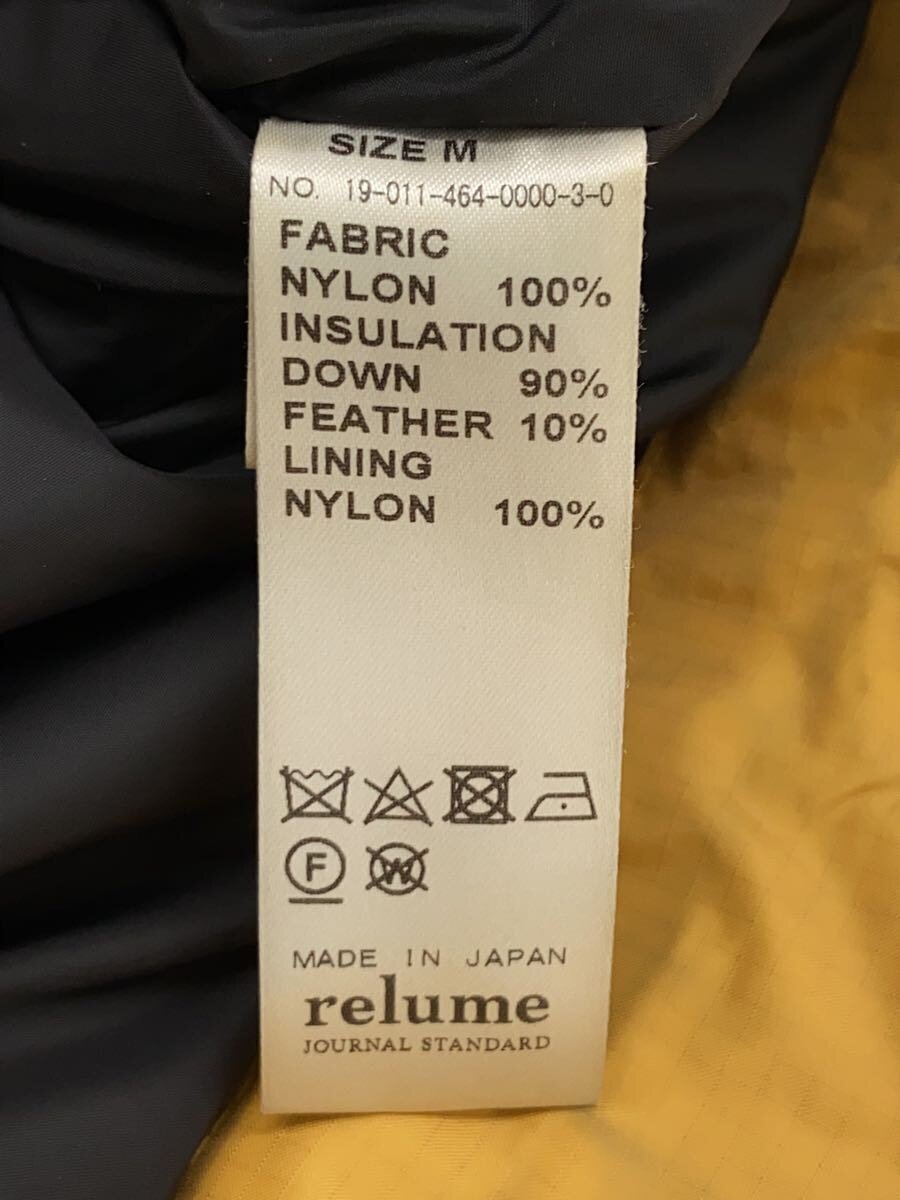 SIZE M
NO. 19-011-464-0000-3-0
FABRIC
NYLON 100%
INSULATION
DOWN 90%
FEATHER 10%
LINING
NYLON 100%
F W
MADE IN JAPAN
relume
JOURNAL STANDARD